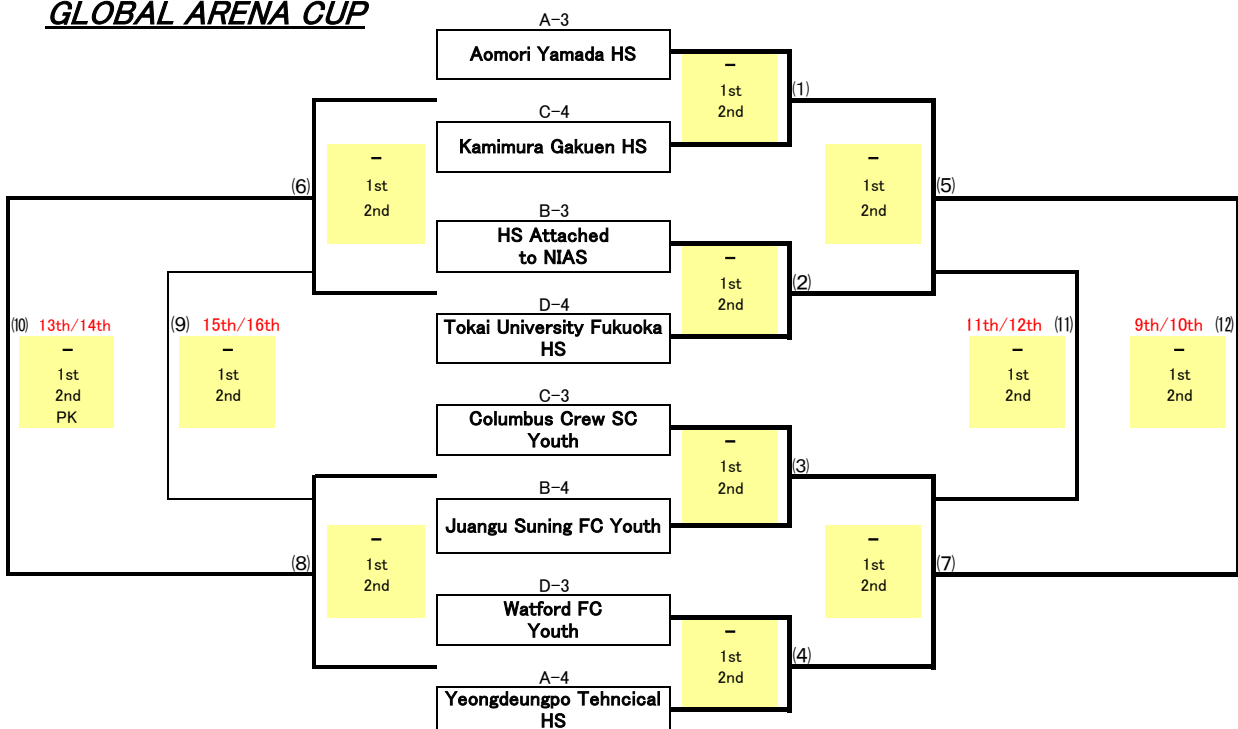 GLOBAL ARENA CUP
A-3
Aomori Yamada HS
-
1st
2nd
(1)
C-4
Kamimura Gakuen HS
-
1st
2nd
(6)
-
1st
2nd
(5)
B-3
HS Attached
to NIAS
-
1st
2nd
(2)
D-4
Tokai University Fukuoka
HS
(10) 13th/14th
-
1st
2nd
PK
(9) 15th/16th
-
1st
2nd
11th/12th (11)
-
1st
2nd
9th/10th (12)
-
1st
2nd
C-3
Columbus Crew SC
Youth
-
1st
2nd
(3)
B-4
Juangu Suning FC Youth
-
1st
2nd
(8)
-
1st
2nd
(7)
D-3
Watford FC
Youth
-
1st
2nd
(4)
A-4
Yeongdeungpo Tehncical
HS